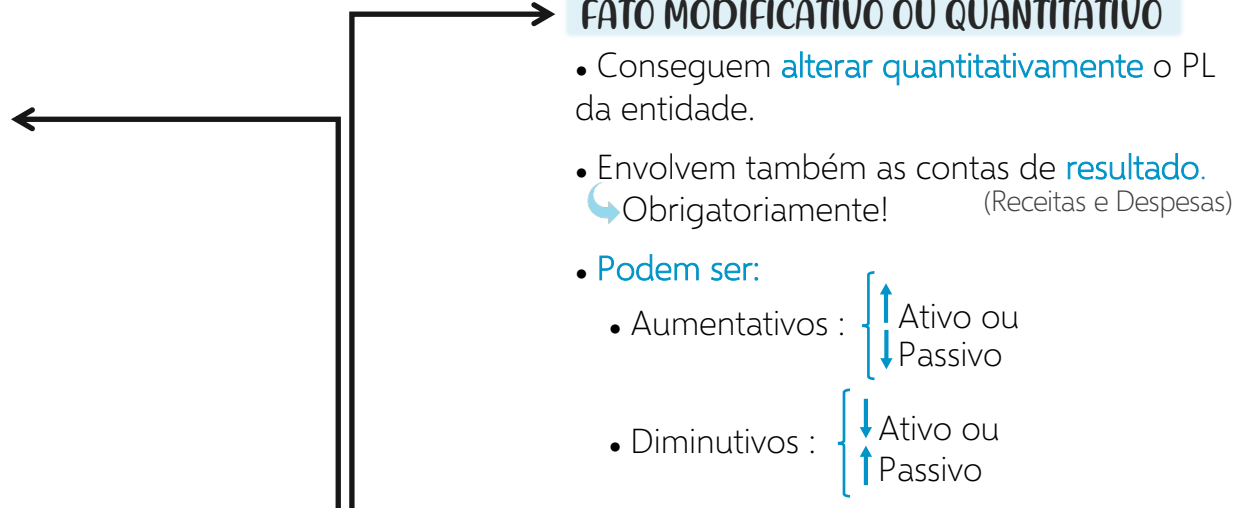 FATO MODIFICATIVO OU QUANTITATIVO
• Conseguem alterar quantitativamente o PL
da entidade.
• Envolvem também as contas de resultado.
Obrigatoriamente! (Receitas e Despesas)
• Podem ser:
• Aumentativos : Ativo ou
Passivo
• Diminutivos : Ativo ou
Passivo